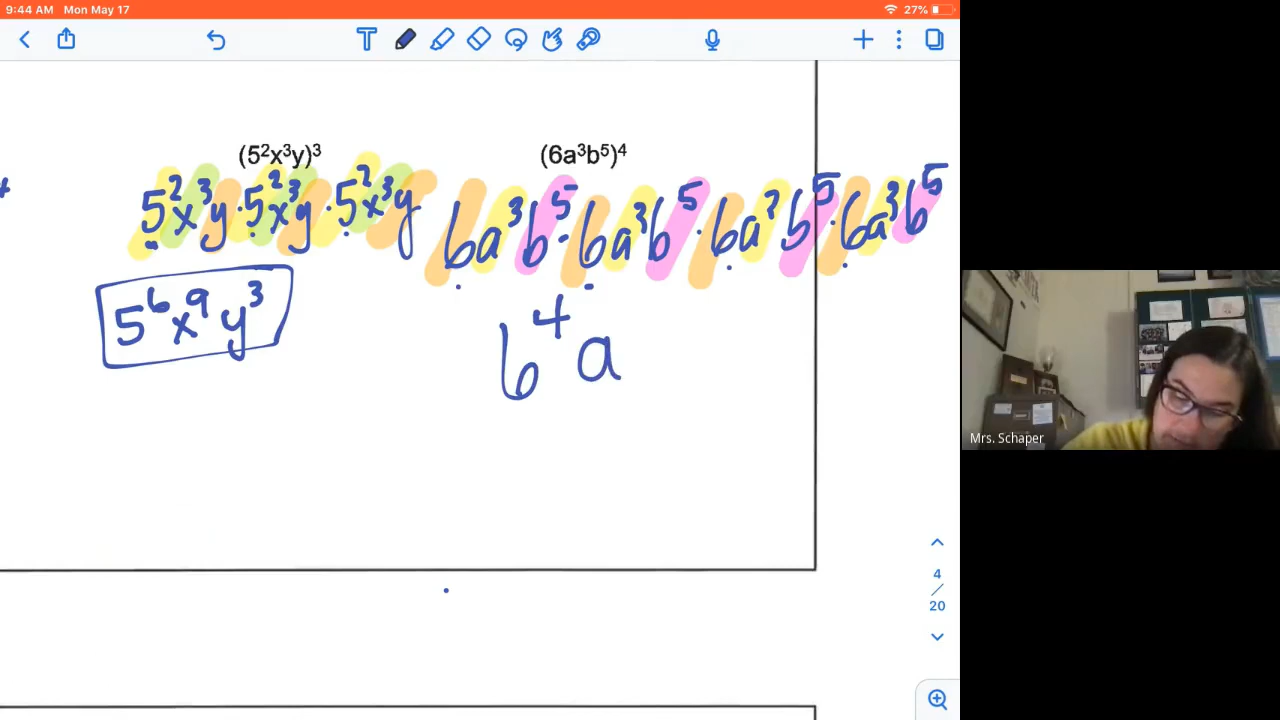 9:44 AM Mon May 17
27%
(5²x³y)³
(6a³b⁵)⁴
5²x³y · 5²x³y · 5²x³y
6a³b⁵ · 6a³b⁵ · 6a³b⁵ · 6a³b⁵
5⁶x⁹y³
6⁴a
Mrs. Schaper
4
/
20